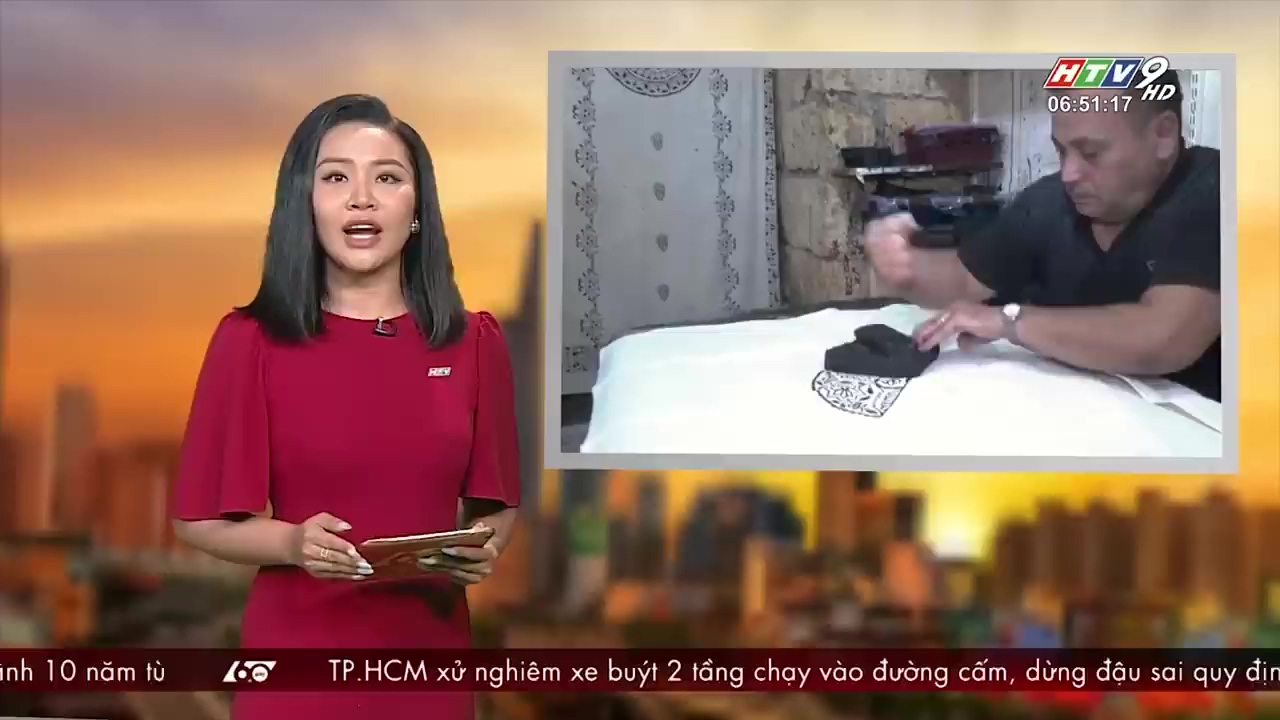 HTV9
HD
06:51:17
HTV
ành 10 năm tù
60
TP.HCM xử nghiêm xe buýt 2 tầng chạy vào đường cấm, dừng đậu sai quy địn